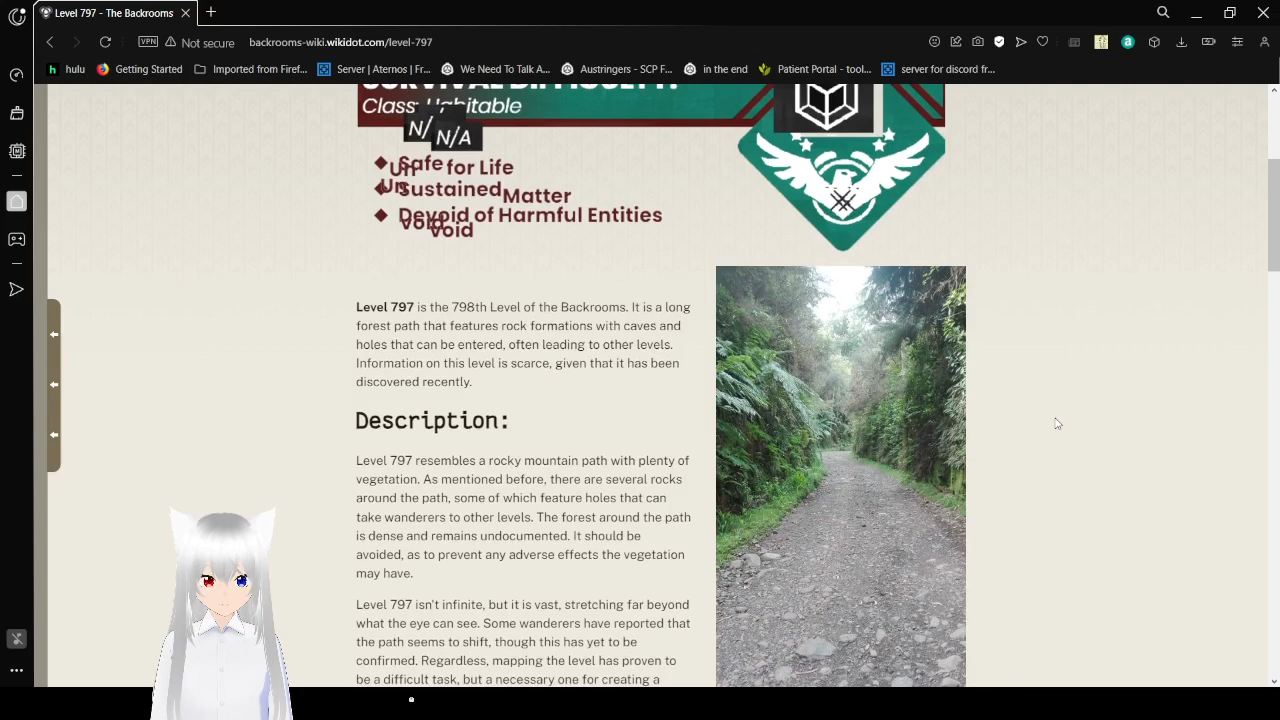 Level 797 - The Backrooms
VPN
Not secure
backrooms-wiki.wikidot.com/level-797
hulu
Getting Started
Imported from Firef...
Server | Aternos | Fr...
We Need To Talk A...
Austringers - SCP F...
in the end
Patient Portal - tool...
server for discord fr...
SURVIVAL DIFFICULTY:
Class: Habitable
N/
N/A
Safe
Un for Life
Un
Sustained Matter
Devoid of Harmful Entities
Void
Void
Level 797 is the 798th Level of the Backrooms. It is a long
forest path that features rock formations with caves and
holes that can be entered, often leading to other levels.
Information on this level is scarce, given that it has been
discovered recently.
Description:
Level 797 resembles a rocky mountain path with plenty of
vegetation. As mentioned before, there are several rocks
around the path, some of which feature holes that can
take wanderers to other levels. The forest around the path
is dense and remains undocumented. It should be
avoided, as to prevent any adverse effects the vegetation
may have.
Level 797 isn't infinite, but it is vast, stretching far beyond
what the eye can see. Some wanderers have reported that
the path seems to shift, though this has yet to be
confirmed. Regardless, mapping the level has proven to
be a difficult task, but a necessary one for creating a